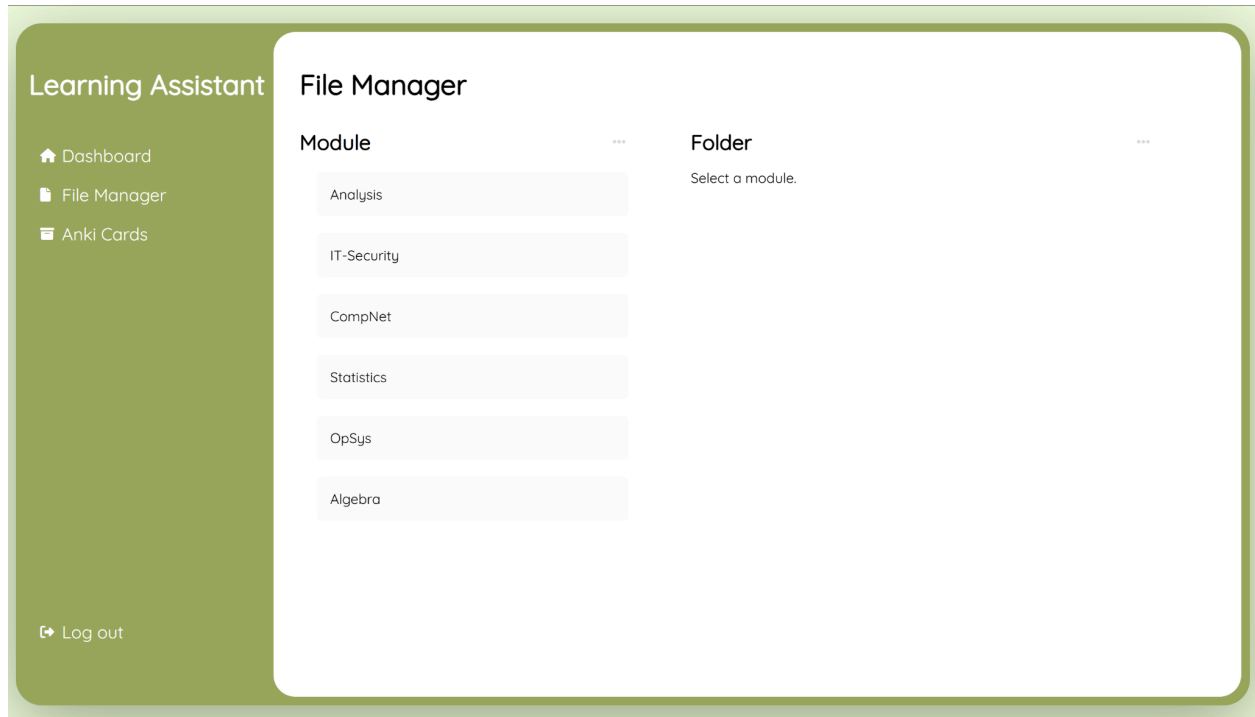 Learning Assistant
Dashboard
File Manager
Anki Cards
Log out
File Manager
Module
Analysis
IT-Security
CompNet
Statistics
OpSys
Algebra
Folder
Select a module.